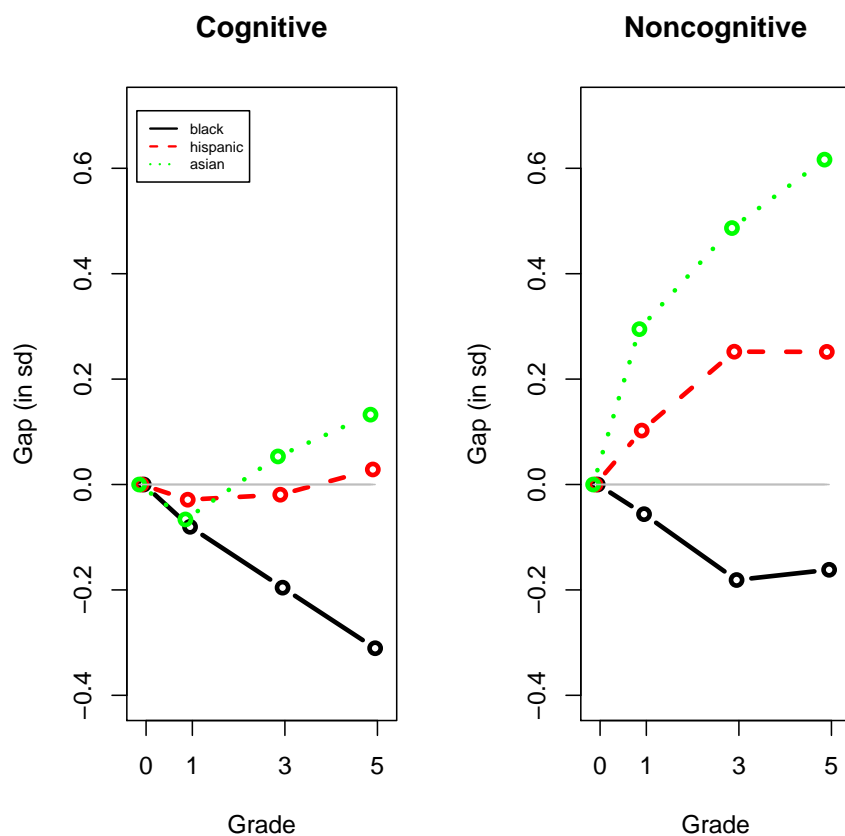 Cognitive
Gap (in sd)
0.6
0.4
0.2
0.0
−0.2
−0.4
black
hispanic
asian
0 1 3 5
Grade
Noncognitive
Gap (in sd)
0.6
0.4
0.2
0.0
−0.2
−0.4
0 1 3 5
Grade